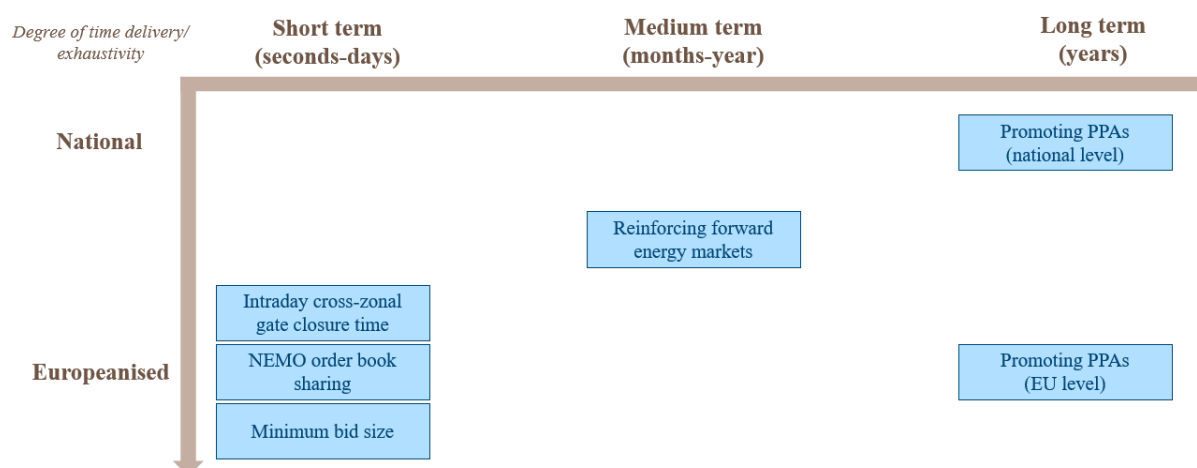 Degree of time delivery/
exhaustivity
Short term
(seconds-days)
Medium term
(months-year)
Long term
(years)
National
Promoting PPAs
(national level)
Reinforcing forward
energy markets
Intraday cross-zonal
gate closure time
Europeanised
NEMO order book
sharing
Promoting PPAs
(EU level)
Minimum bid size